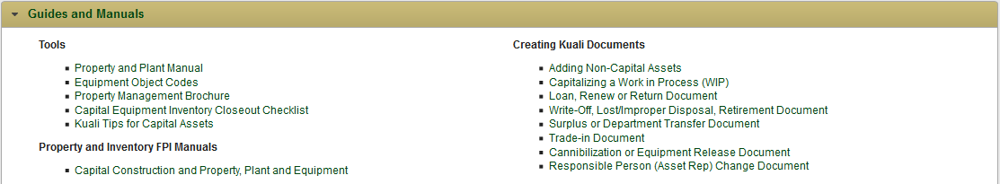 Guides and Manuals
Tools
Property and Plant Manual
Equipment Object Codes
Property Management Brochure
Capital Equipment Inventory Closeout Checklist
Kuali Tips for Capital Assets
Property and Inventory FPI Manuals
Capital Construction and Property, Plant and Equipment
Creating Kuali Documents
Adding Non-Capital Assets
Capitalizing a Work in Process (WIP)
Loan, Renew or Return Document
Write-Off, Lost/Improper Disposal, Retirement Document
Surplus or Department Transfer Document
Trade-in Document
Cannibilization or Equipment Release Document
Responsible Person (Asset Rep) Change Document